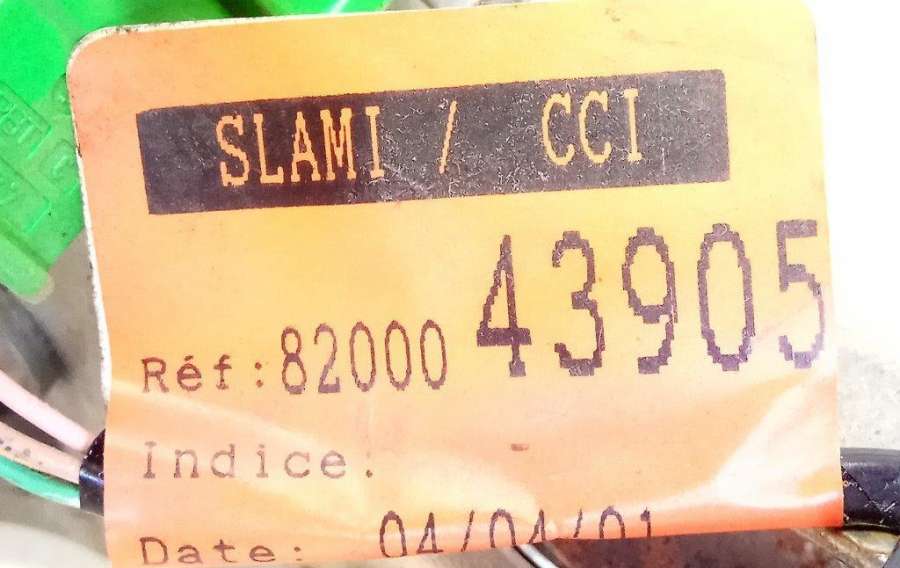 SLAMI / CCI
Réf:82000 43905
Indice: -
Date: 04/04/01